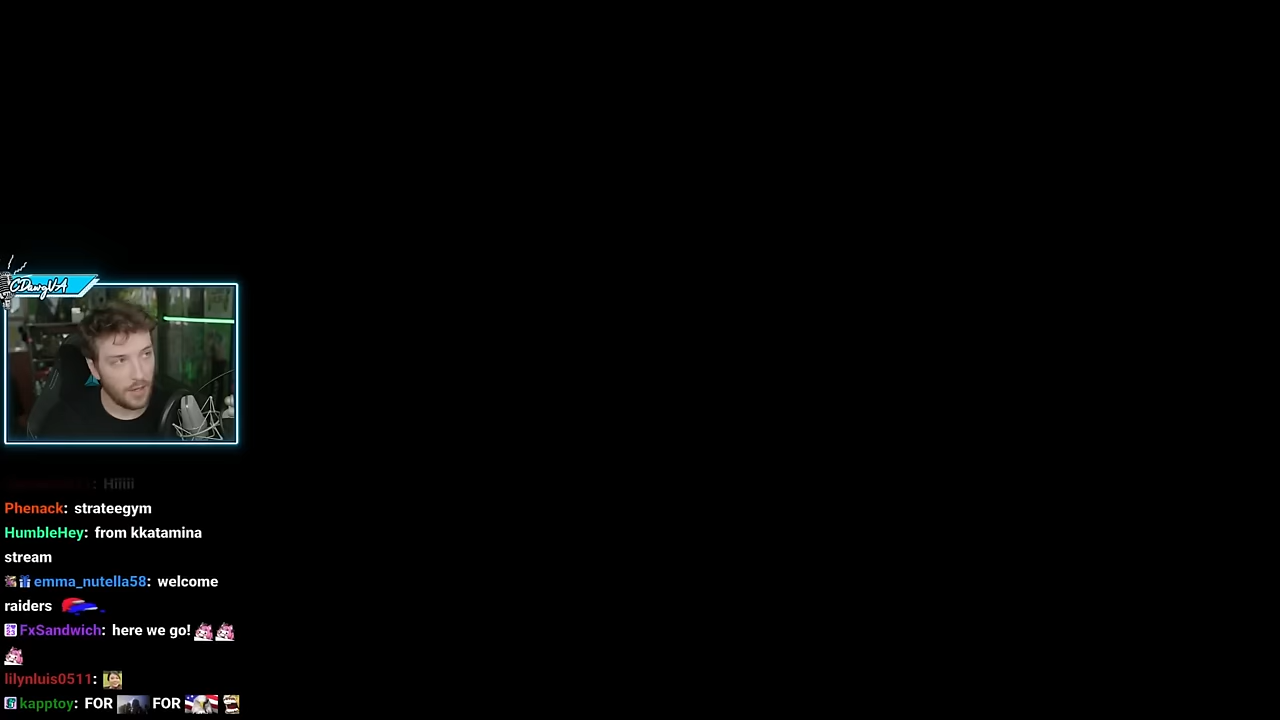 CDawgVA
: Hiiiii
Phenack: strateegym
HumbleHey: from kkatamina
stream
emma_nutella58: welcome
raiders
FxSandwich: here we go!
lilynluis0511:
kapptoy: FOR FOR